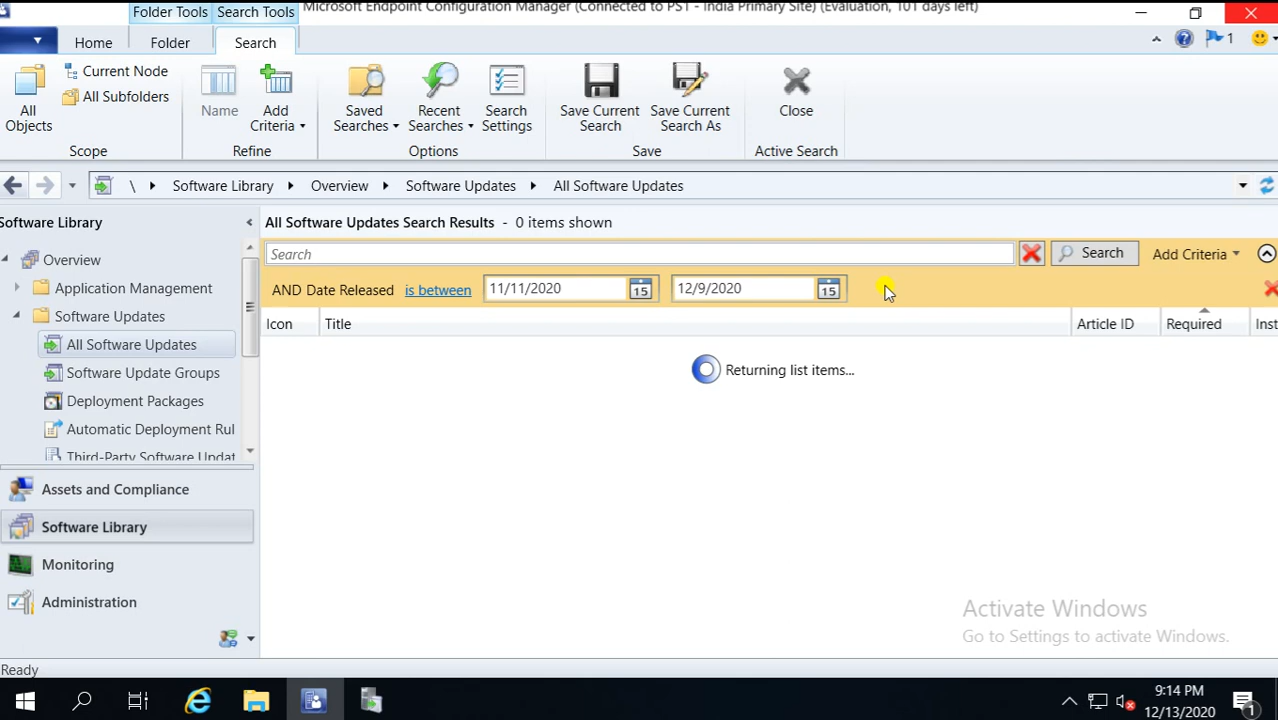 Folder Tools Search Tools Microsoft Endpoint Configuration Manager (Connected to PS1 - India Primary Site) (Evaluation, 101 days left)
Home Folder Search 1
All Objects
Current Node
All Subfolders
Name
Add Criteria
Saved Searches
Recent Searches
Search Settings
Save Current Search
Save Current Search As
Close
Scope Refine Options Save Active Search
\ Software Library Overview Software Updates All Software Updates
Software Library
All Software Updates Search Results - 0 items shown
Search Search Add Criteria
AND Date Released is between 11/11/2020 15 12/9/2020 15
Icon Title Article ID Required Inst
Returning list items...
Overview
Application Management
Software Updates
All Software Updates
Software Update Groups
Deployment Packages
Automatic Deployment Rul
Third-Party Software Updat
Assets and Compliance
Software Library
Monitoring
Administration
Activate Windows
Go to Settings to activate Windows.
Ready
9:14 PM
12/13/2020
1